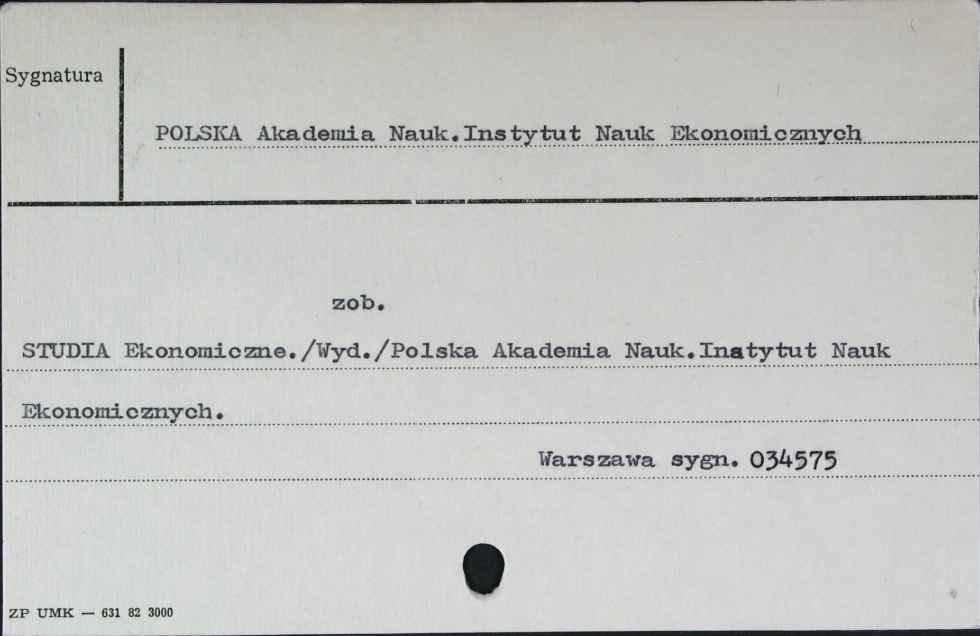 Sygnatura
POLSKA Akademia Nauk.Instytut Nauk Ekonomicznych
zob.
STUDIA Ekonomiczne./Wyd./Polska Akademia Nauk.Instytut Nauk
Ekonomicznych.
Warszawa sygn. 034575
ZP UMK — 631 82 3000